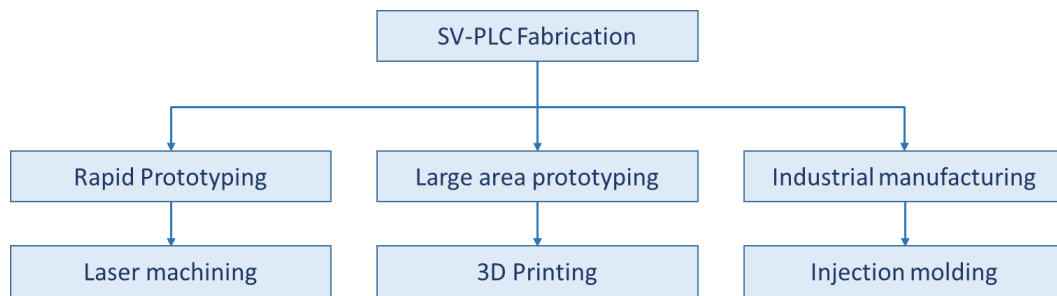 SV-PLC Fabrication
Rapid Prototyping
Large area prototyping
Industrial manufacturing
Laser machining
3D Printing
Injection molding